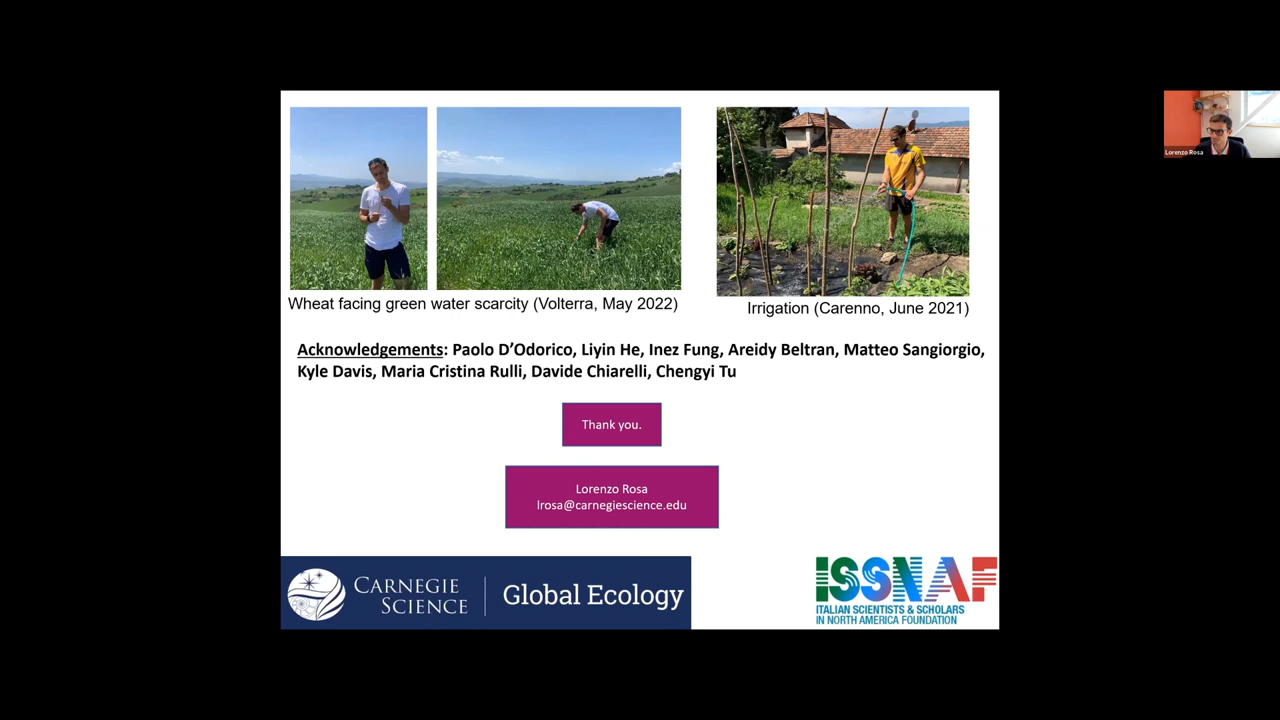 Lorenzo Rosa
Wheat facing green water scarcity (Volterra, May 2022)
Irrigation (Carenno, June 2021)
Acknowledgements: Paolo D'Odorico, Liyin He, Inez Fung, Areidy Beltran, Matteo Sangiorgio,
Kyle Davis, Maria Cristina Rulli, Davide Chiarelli, Chengyi Tu
Thank you.
Lorenzo Rosa
lrosa@carnegiescience.edu
CARNEGIE
SCIENCE
Global Ecology
ISSNAF
ITALIAN SCIENTISTS & SCHOLARS
IN NORTH AMERICA FOUNDATION